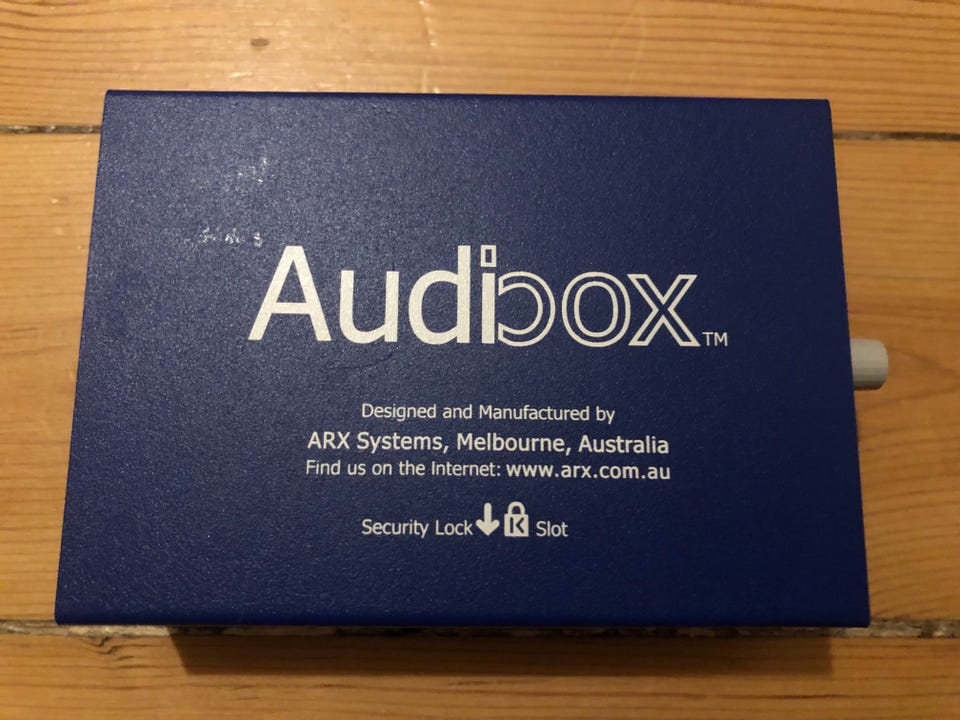 Audibox™
Designed and Manufactured by
ARX Systems, Melbourne, Australia
Find us on the Internet: www.arx.com.au
Security Lock K Slot